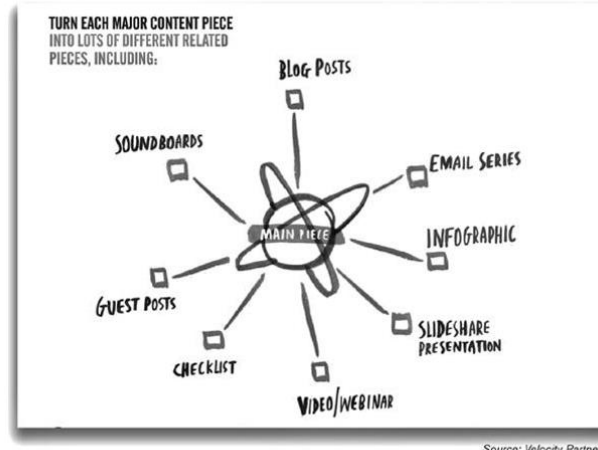 TURN EACH MAJOR CONTENT PIECE
INTO LOTS OF DIFFERENT RELATED
PIECES, INCLUDING:
BLOG POSTS
SOUNDBOARDS
EMAIL SERIES
MAIN PIECE
INFOGRAPHIC
GUEST POSTS
SLIDESHARE
PRESENTATION
CHECKLIST
VIDEO/WEBINAR
Source: Velocity Partne